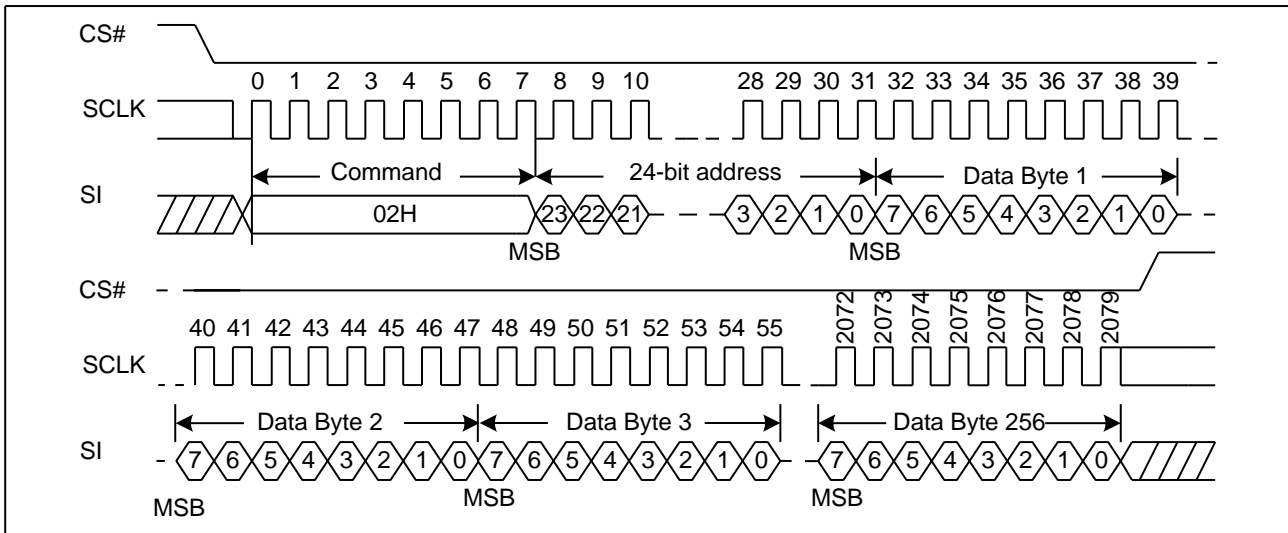 CS#
0 1 2 3 4 5 6 7 8 9 10 28 29 30 31 32 33 34 35 36 37 38 39
SCLK
Command 24-bit address Data Byte 1
SI
02H 23 22 21 3 2 1 0 7 6 5 4 3 2 1 0
MSB MSB
CS#
40 41 42 43 44 45 46 47 48 49 50 51 52 53 54 55 2072 2073 2074 2075 2076 2077 2078 2079
SCLK
Data Byte 2 Data Byte 3 Data Byte 256
SI
7 6 5 4 3 2 1 0 7 6 5 4 3 2 1 0 7 6 5 4 3 2 1 0
MSB MSB MSB